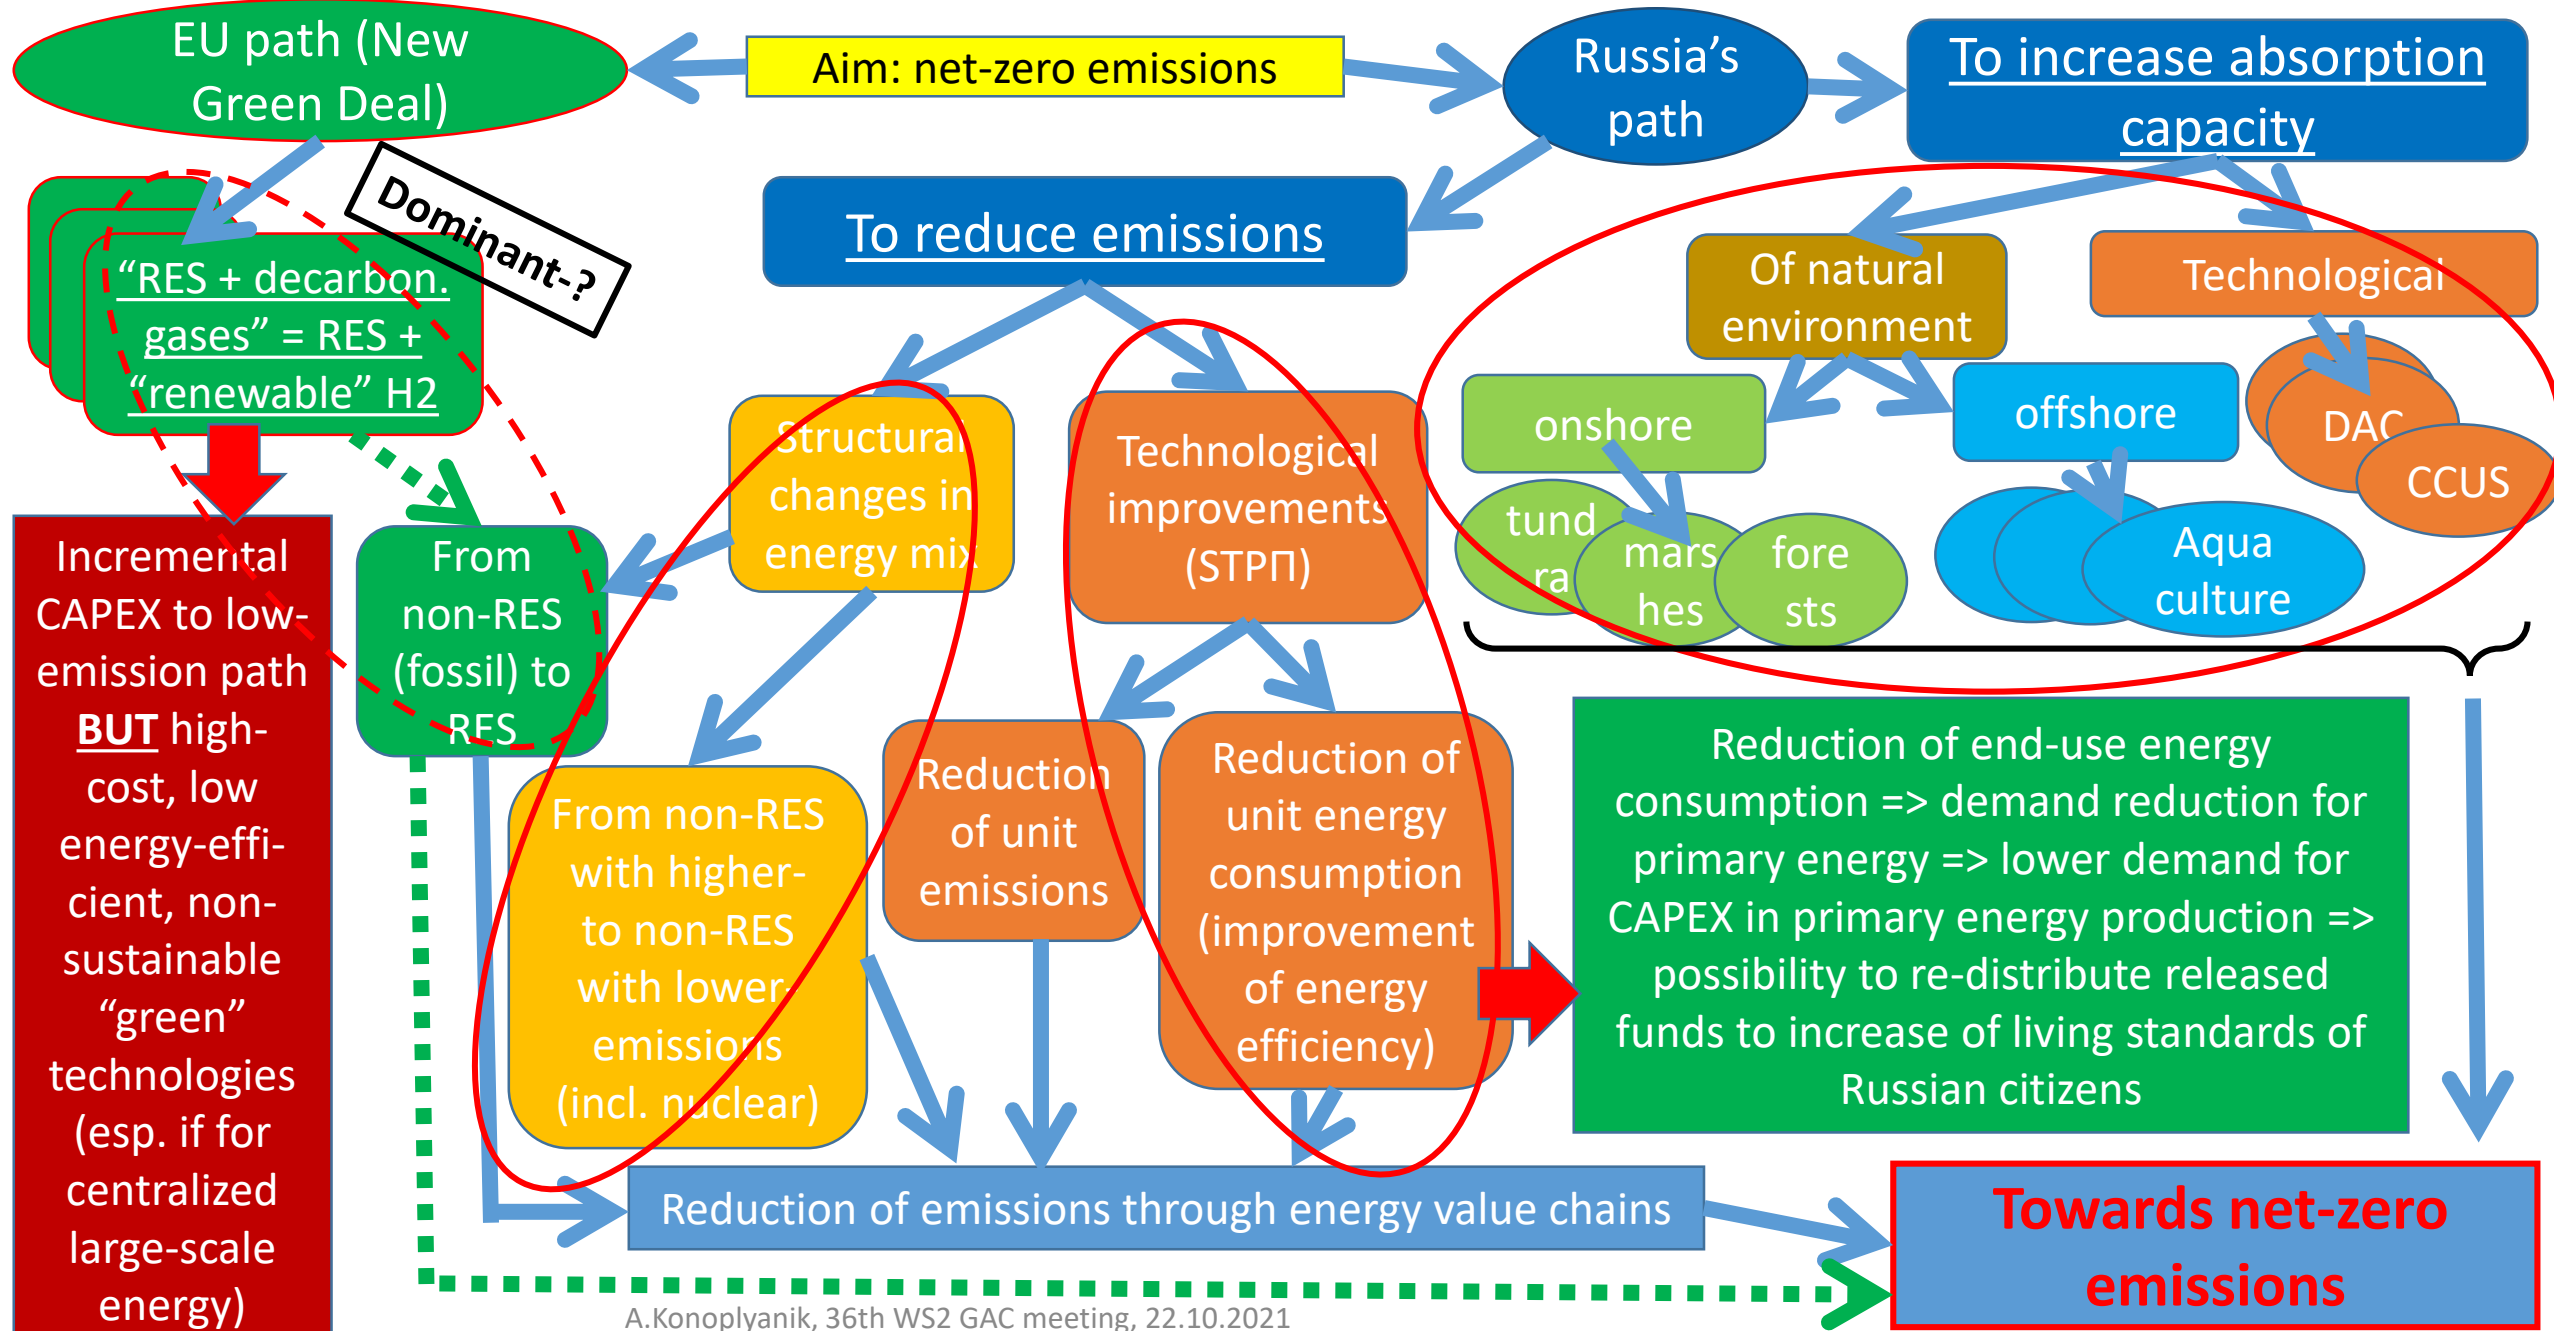 EU path (New
Green Deal)
Aim: net-zero emissions
Russia’s
path
To increase absorption
capacity
Dominant-?
To reduce emissions
“RES + decarbon.
gases” = RES +
“renewable” H2
Of natural
environment
Technological
onshore
offshore
DAC
CCUS
tund
ra
mars
hes
fore
sts
Aqua
culture
Structural
changes in
energy mix
Technological
improvements
(STPП)
Incremental
CAPEX to low-
emission path
BUT high-
cost, low
energy-effi-
cient, non-
sustainable
“green”
technologies
(esp. if for
centralized
large-scale
energy)
From
non-RES
(fossil) to
RES
From non-RES
with higher-
to non-RES
with lower-
emissions
(incl. nuclear)
Reduction
of unit
emissions
Reduction of
unit energy
consumption
(improvement
of energy
efficiency)
Reduction of end-use energy
consumption => demand reduction for
primary energy => lower demand for
CAPEX in primary energy production =>
possibility to re-distribute released
funds to increase of living standards of
Russian citizens
Reduction of emissions through energy value chains
Towards net-zero
emissions
A.Konoplyanik, 36th WS2 GAC meeting, 22.10.2021